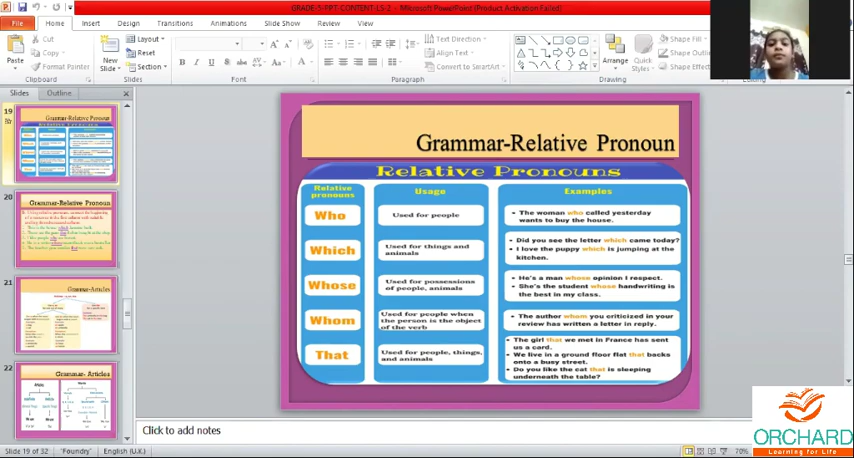 GRADE-5-PPT-CONTENT-LS-2 - Microsoft PowerPoint (Product Activation Failed)
File Home Insert Design Transitions Animations Slide Show Review View
Cut
Copy
Format Painter
Paste
Clipboard
New
Slide
Layout
Reset
Section
Slides
Font
Text Direction
Align Text
Convert to SmartArt
Paragraph
Arrange
Quick
Styles
Shape Fill
Shape Effects
Drawing
Slides Outline
19
Grammar-Relative Pronoun
20
Grammar-Relative Pronoun
21
Grammar-Articles
22
Grammar- Articles
Grammar-Relative Pronoun
Relative Pronouns
Relative
pronouns
Usage
Examples
Who
Used for people
The woman who called yesterday
wants to buy the house.
Which
Used for things and
animals
Did you see the letter which came today?
I love the puppy which is jumping at the
kitchen.
Whose
Used for possessions
of people, animals
He's a man whose opinion I respect.
She's the student whose handwriting is
the best in my class.
Whom
Used for people when
the person is the object
of the verb
The author whom you criticized in your
review has written a letter in reply.
That
Used for people, things,
and animals
The girl that we met in France has sent
us a card.
We live in a ground floor flat that backs
onto a busy street.
Do you like the cat that is sleeping
underneath the table?
Click to add notes
Slide 19 of 32 "Foundry" English (U.K.) 70%
ORCHARD
Learning for Life